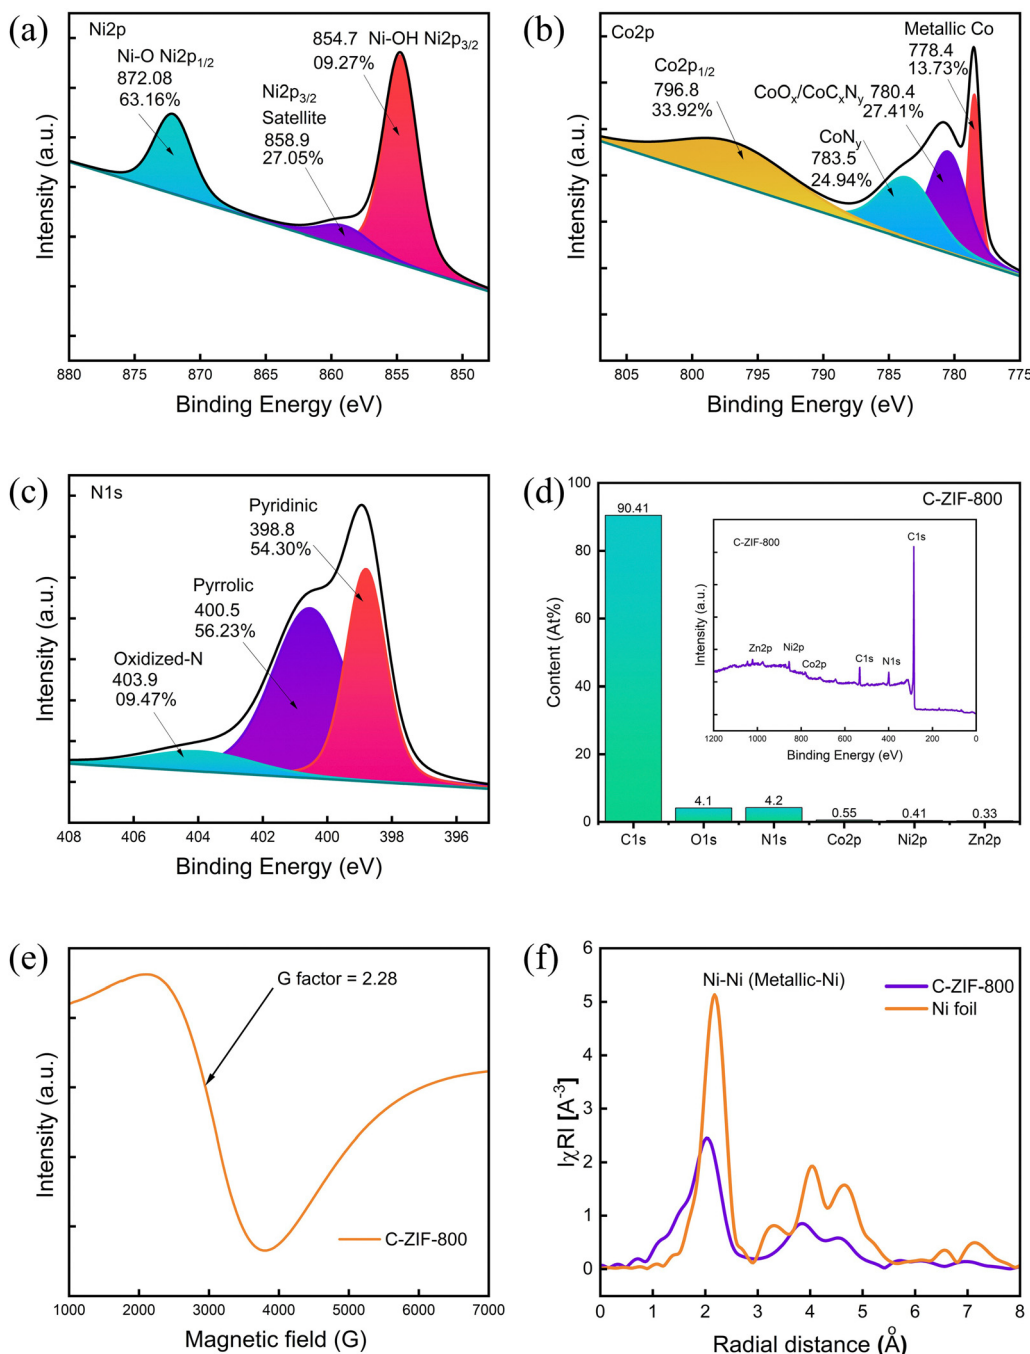 (a)
Ni2p
Ni-O Ni2p1/2
872.08
63.16%
Ni2p3/2
Satellite
858.9
27.05%
854.7 Ni-OH Ni2p3/2
09.27%
Intensity (a.u.)
880 875 870 865 860 855 850
Binding Energy (eV)
(b)
Co2p
Co2p1/2
796.8
33.92%
CoOx/CoCxNy 780.4
27.41%
CoNy
783.5
24.94%
Metallic Co
778.4
13.73%
Intensity (a.u.)
805 800 795 790 785 780 775
Binding Energy (eV)
(c)
N1s
Pyridinic
398.8
54.30%
Pyrrolic
400.5
56.23%
Oxidized-N
403.9
09.47%
Intensity (a.u.)
408 406 404 402 400 398 396
Binding Energy (eV)
(d)
C-ZIF-800
Content (At%)
100
80
60
40
20
0
90.41
4.1
4.2
0.55
0.41
0.33
C1s O1s N1s Co2p Ni2p Zn2p
C-ZIF-800
C1s
Zn2p
Ni2p
Co2p
C1s
N1s
Intensity (a.u.)
1200 1000 800 600 400 200 0
Binding Energy (eV)
(e)
G factor = 2.28
C-ZIF-800
Intensity (a.u.)
1000 2000 3000 4000 5000 6000 7000
Magnetic field (G)
(f)
Ni-Ni (Metallic-Ni)
C-ZIF-800
Ni foil
IχRI [A-3]
6
5
4
3
2
1
0
0 1 2 3 4 5 6 7 8
Radial distance (Å)